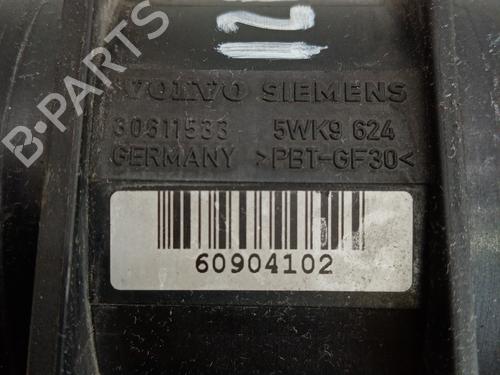 B-PARTS
VOLVO SIEMENS
30611533 5WK9 624
GERMANY >PBT-GF30<
60904102